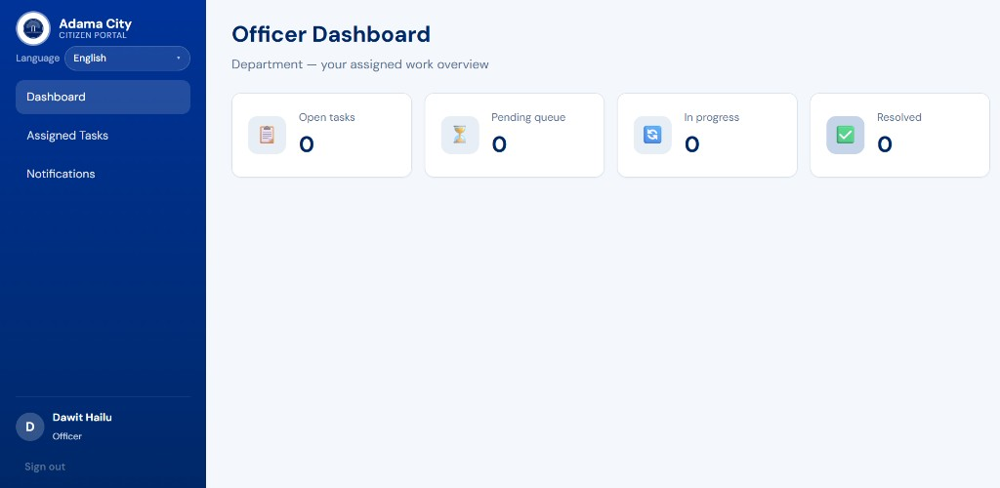 Adama City
CITIZEN PORTAL
Language English
Dashboard
Assigned Tasks
Notifications
D
Dawit Hailu
Officer
Sign out
Officer Dashboard
Department — your assigned work overview
Open tasks
0
Pending queue
0
In progress
0
Resolved
0